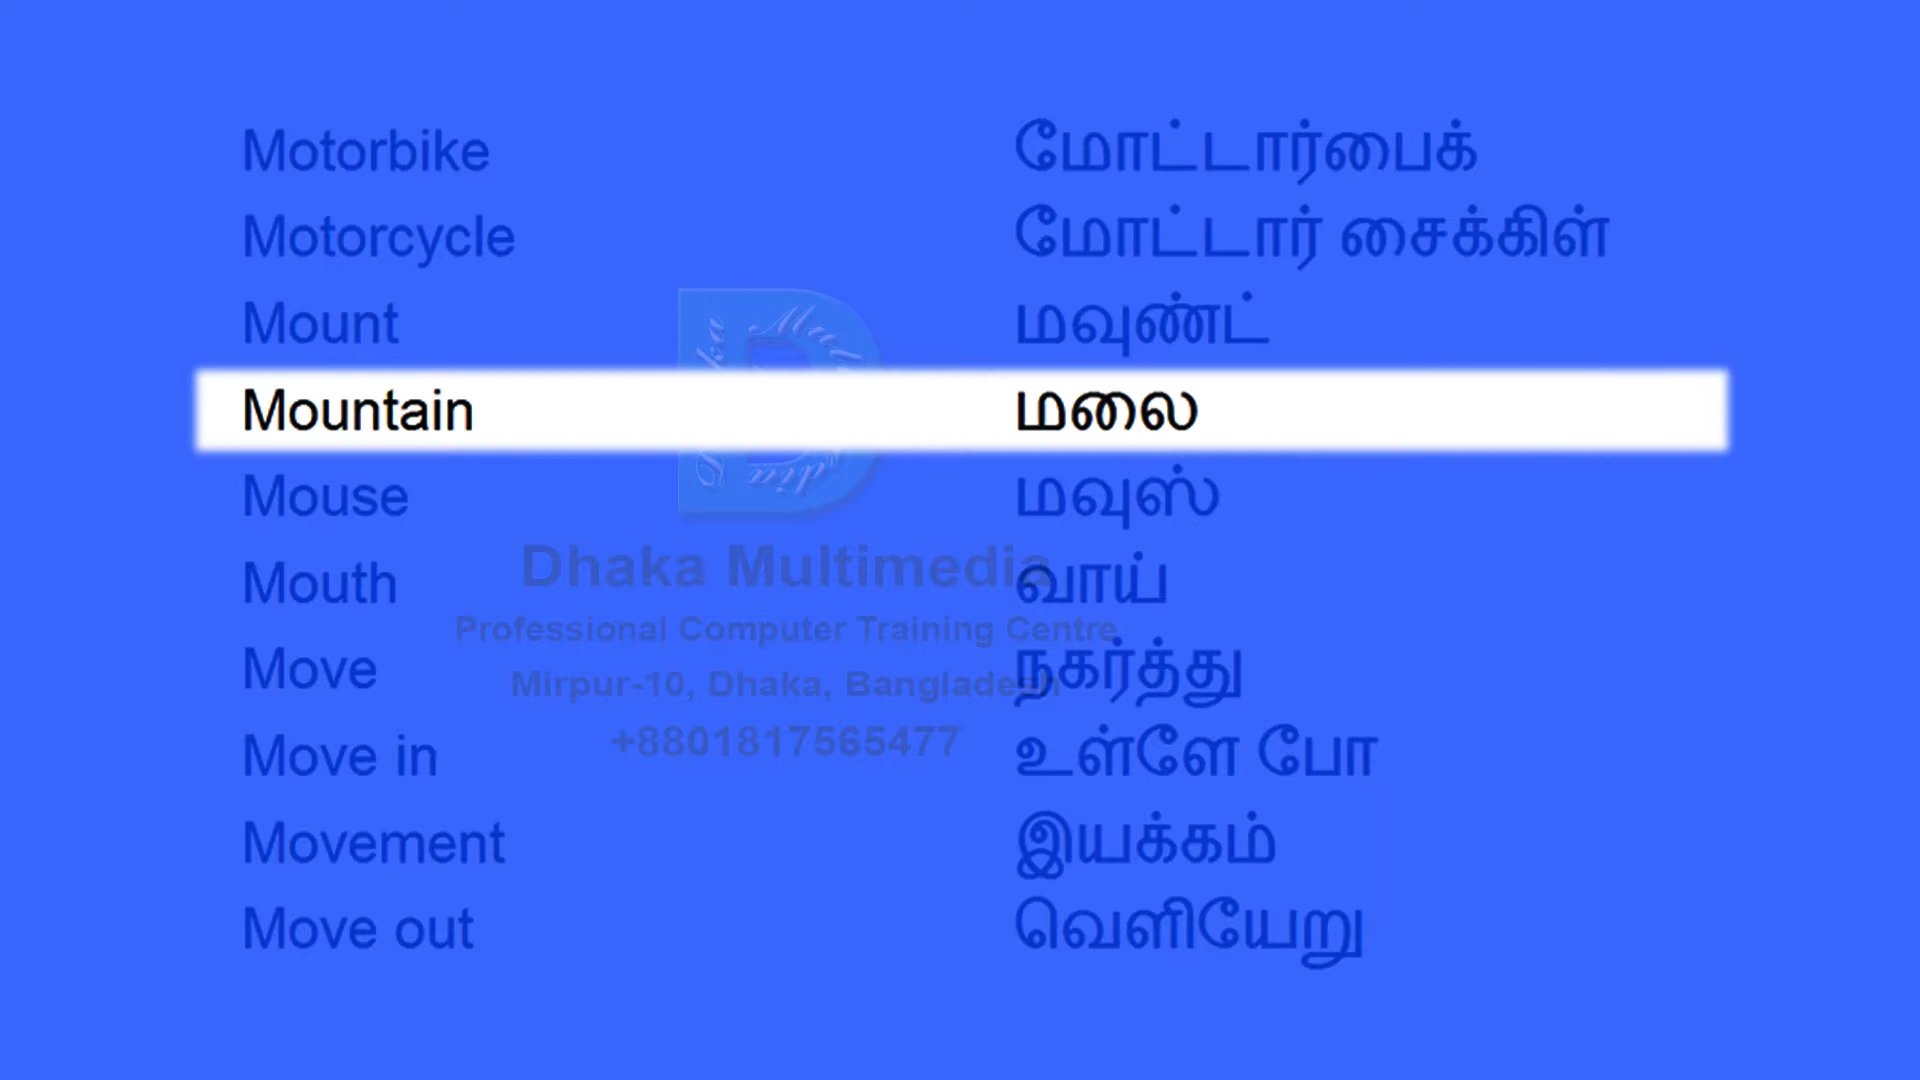 Motorbike மோட்டார்பைக்
Motorcycle மோட்டார் சைக்கிள்
Mount மவுண்ட்
Mountain மலை
Mouse மவுஸ்
Mouth வாய்
Move நகர்த்து
Move in உள்ளே போ
Movement இயக்கம்
Move out வெளியேறு
Dhaka Multimedia
Professional Computer Training Centre
Mirpur-10, Dhaka, Bangladesh
+8801817565477